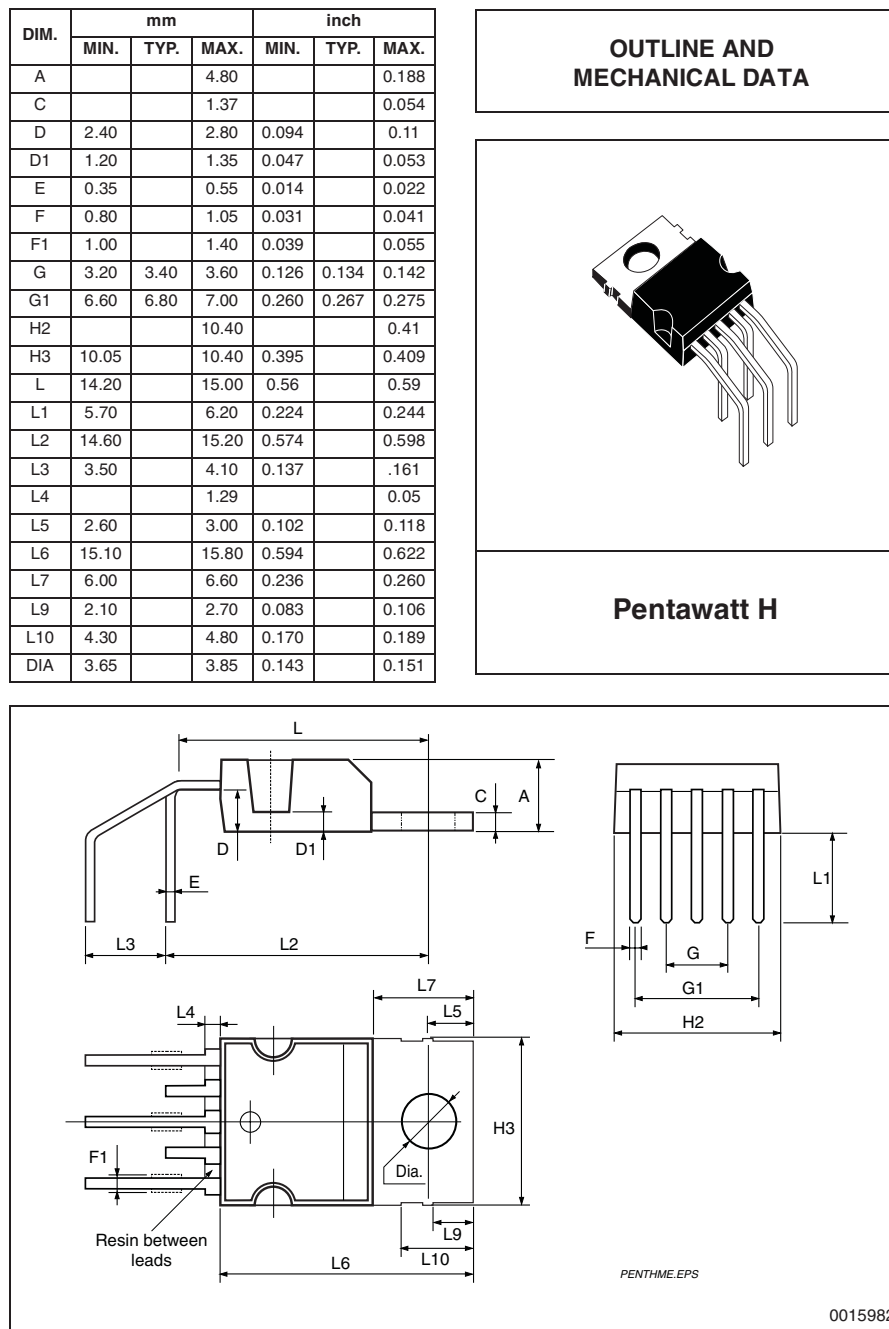 DIM. mm inch
MIN. TYP. MAX. MIN. TYP. MAX.
A 4.80 0.188
C 1.37 0.054
D 2.40 2.80 0.094 0.11
D1 1.20 1.35 0.047 0.053
E 0.35 0.55 0.014 0.022
F 0.80 1.05 0.031 0.041
F1 1.00 1.40 0.039 0.055
G 3.20 3.40 3.60 0.126 0.134 0.142
G1 6.60 6.80 7.00 0.260 0.267 0.275
H2 10.40 0.41
H3 10.05 10.40 0.395 0.409
L 14.20 15.00 0.56 0.59
L1 5.70 6.20 0.224 0.244
L2 14.60 15.20 0.574 0.598
L3 3.50 4.10 0.137 .161
L4 1.29 0.05
L5 2.60 3.00 0.102 0.118
L6 15.10 15.80 0.594 0.622
L7 6.00 6.60 0.236 0.260
L9 2.10 2.70 0.083 0.106
L10 4.30 4.80 0.170 0.189
DIA 3.65 3.85 0.143 0.151
OUTLINE AND
MECHANICAL DATA
Pentawatt H
L
C A
D D1
E
L3 L2
L1
F
G
G1
H2
L7
L4 L5
H3
F1
Dia.
Resin between
leads
L9
L10
L6
PENTHME.EPS
0015982